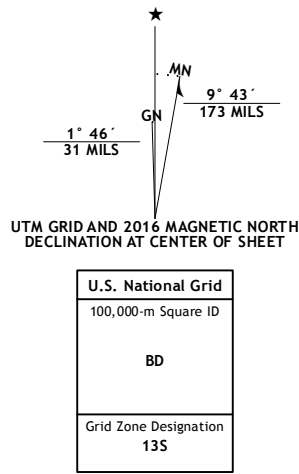 ★
MN
GN
9° 43´
173 MILS
1° 46´
31 MILS
UTM GRID AND 2016 MAGNETIC NORTH
DECLINATION AT CENTER OF SHEET
U.S. National Grid
100,000-m Square ID
BD
Grid Zone Designation
13S